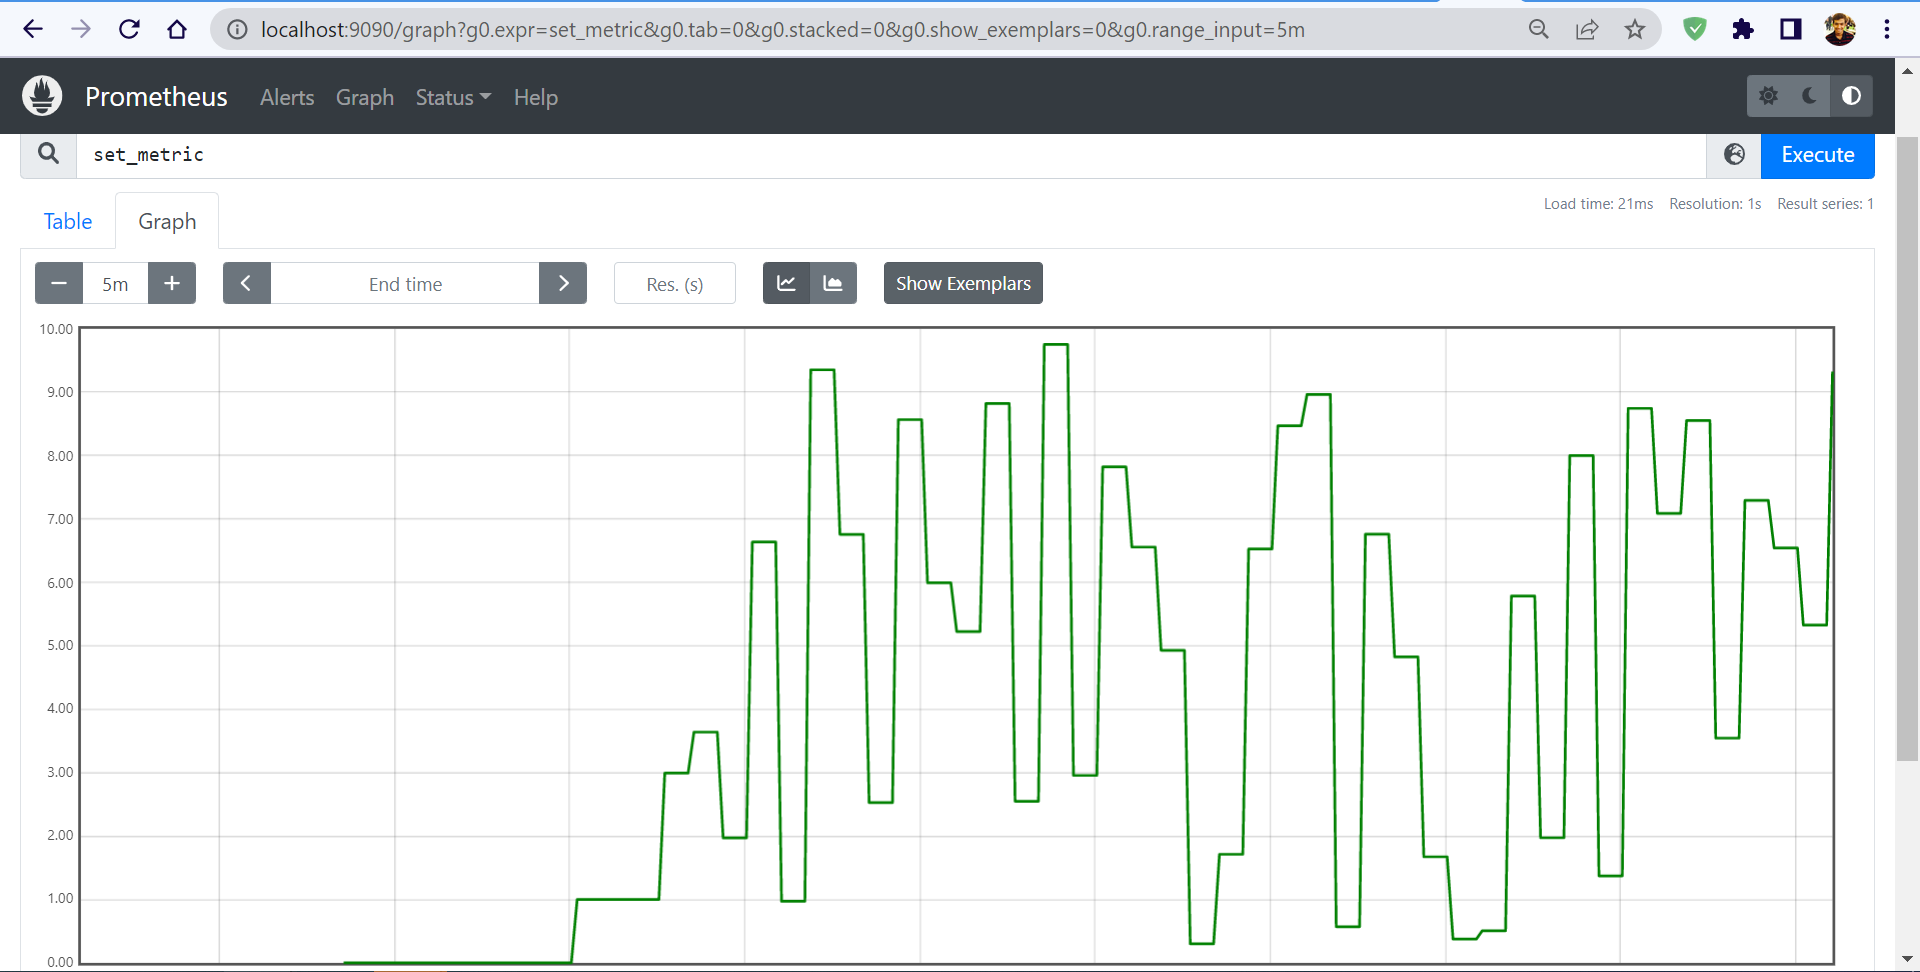 localhost:9090/graph?g0.expr=set_metric&g0.tab=0&g0.stacked=0&g0.show_exemplars=0&g0.range_input=5m
Prometheus Alerts Graph Status Help
set_metric Execute
Load time: 21ms Resolution: 1s Result series: 1
Table Graph
5m End time Res. (s) Show Exemplars
10.00
9.00
8.00
7.00
6.00
5.00
4.00
3.00
2.00
1.00
0.00